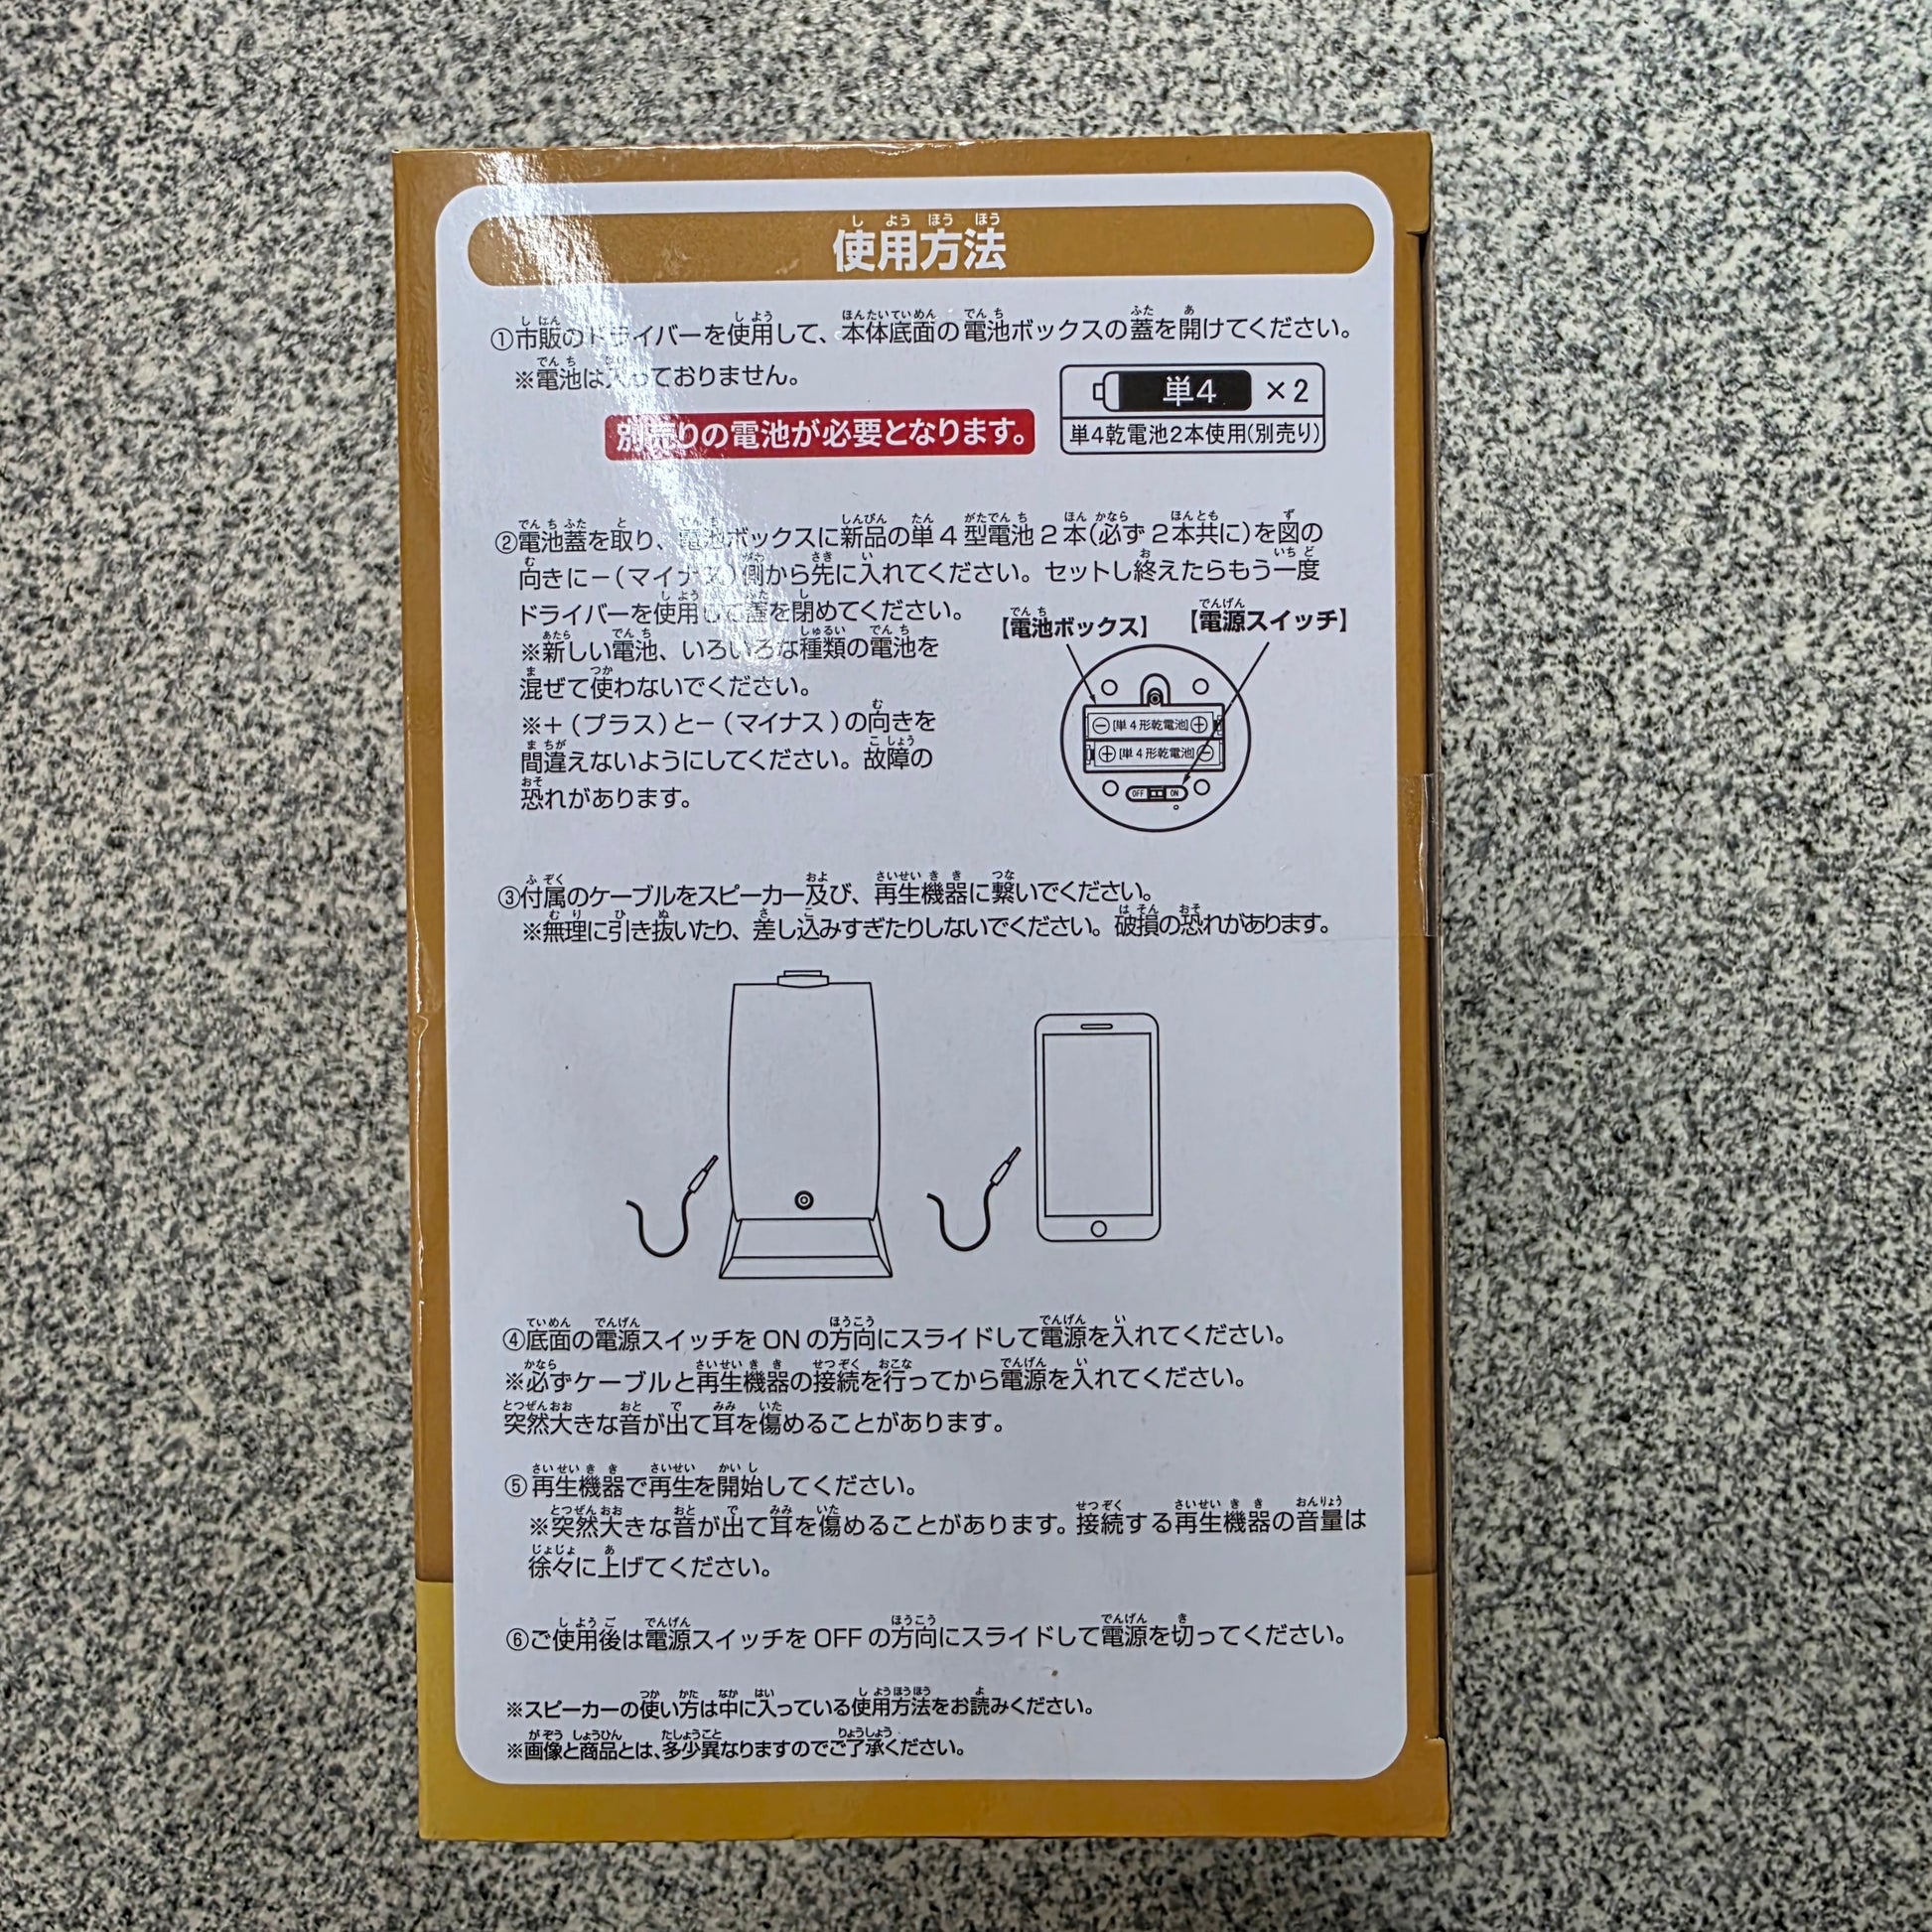 使用方法
①市販のドライバーを使用して、本体底面の電池ボックスの蓋を開けてください。
※電池は入っておりません。
単4 ×2
別売りの電池が必要となります。
単4乾電池2本使用(別売り)
②電池蓋を取り、電池ボックスに新品の単4型電池2本(必ず2本共に)を図の
向きに−(マイナス)側から先に入れてください。セットし終えたらもう一度
ドライバーを使用して蓋を閉めてください。
※新しい電池、いろいろな種類の電池を
混ぜて使わないでください。
※＋(プラス)と−(マイナス)の向きを
間違えないようにしてください。故障の
恐れがあります。
【電池ボックス】
【電源スイッチ】
⊖[単4形乾電池]⊕
⊕[単4形乾電池]⊖
OFF ON
③付属のケーブルをスピーカー及び、再生機器に繋いでください。
※無理に引き抜いたり、差し込みすぎたりしないでください。破損の恐れがあります。
④底面の電源スイッチをONの方向にスライドして電源を入れてください。
※必ずケーブルと再生機器の接続を行ってから電源を入れてください。
突然大きな音が出て耳を傷めることがあります。
⑤再生機器で再生を開始してください。
※突然大きな音が出て耳を傷めることがあります。接続する再生機器の音量は
徐々に上げてください。
⑥ご使用後は電源スイッチをOFFの方向にスライドして電源を切ってください。
※スピーカーの使い方は中に入っている使用方法をお読みください。
※画像と商品とは、多少異なりますのでご了承ください。